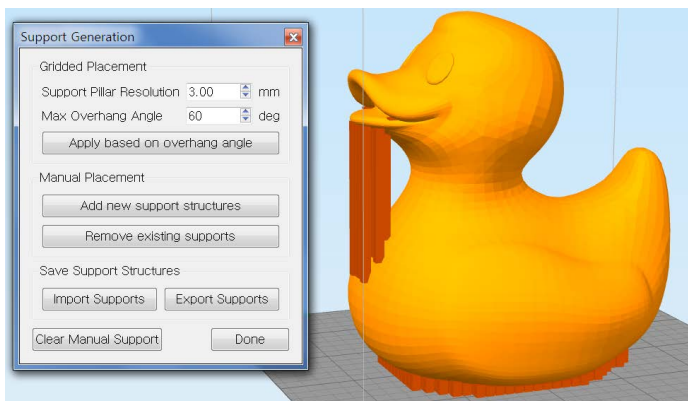 Support Generation
Gridded Placement
Support Pillar Resolution 3.00 mm
Max Overhang Angle 60 deg
Apply based on overhang angle
Manual Placement
Add new support structures
Remove existing supports
Save Support Structures
Import Supports Export Supports
Clear Manual Support Done